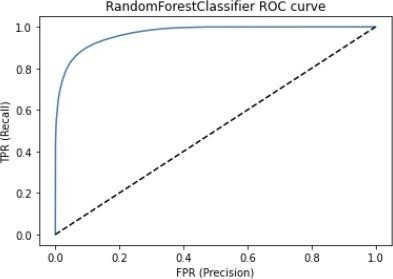 RandomForestClassifier ROC curve
1.0
0.8
0.6
0.4
0.2
0.0
TPR (Recall)
0.0 0.2 0.4 0.6 0.8 1.0
FPR (Precision)